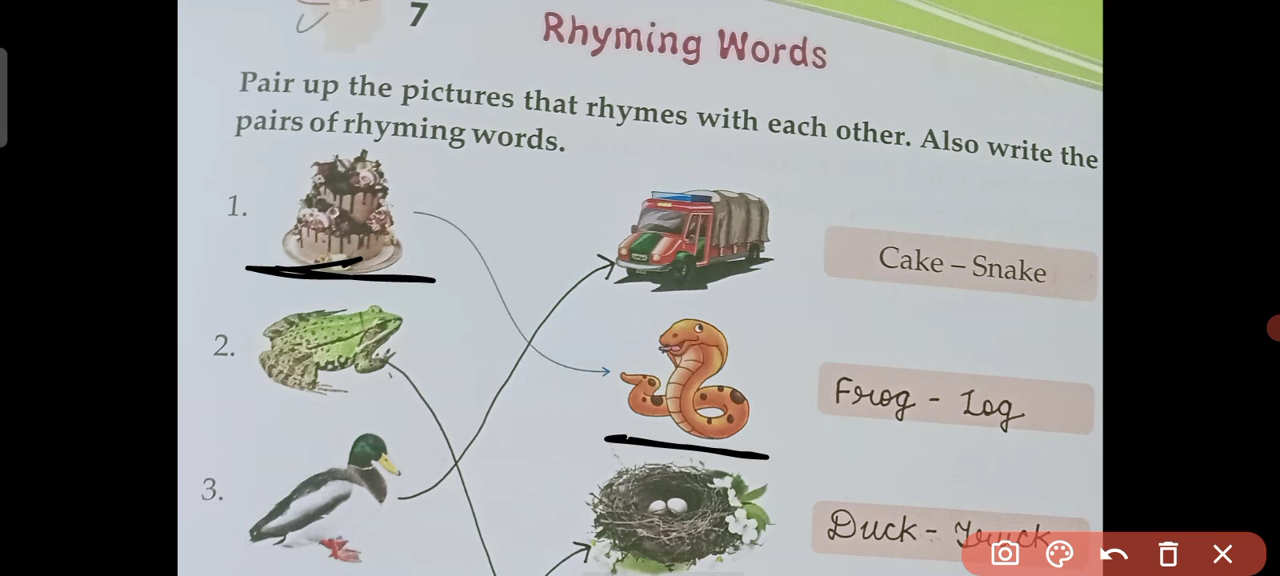 7
Rhyming Words
Pair up the pictures that rhymes with each other. Also write the
pairs of rhyming words.
1.
Cake – Snake
2.
Frog - Log
3.
Duck - Truck